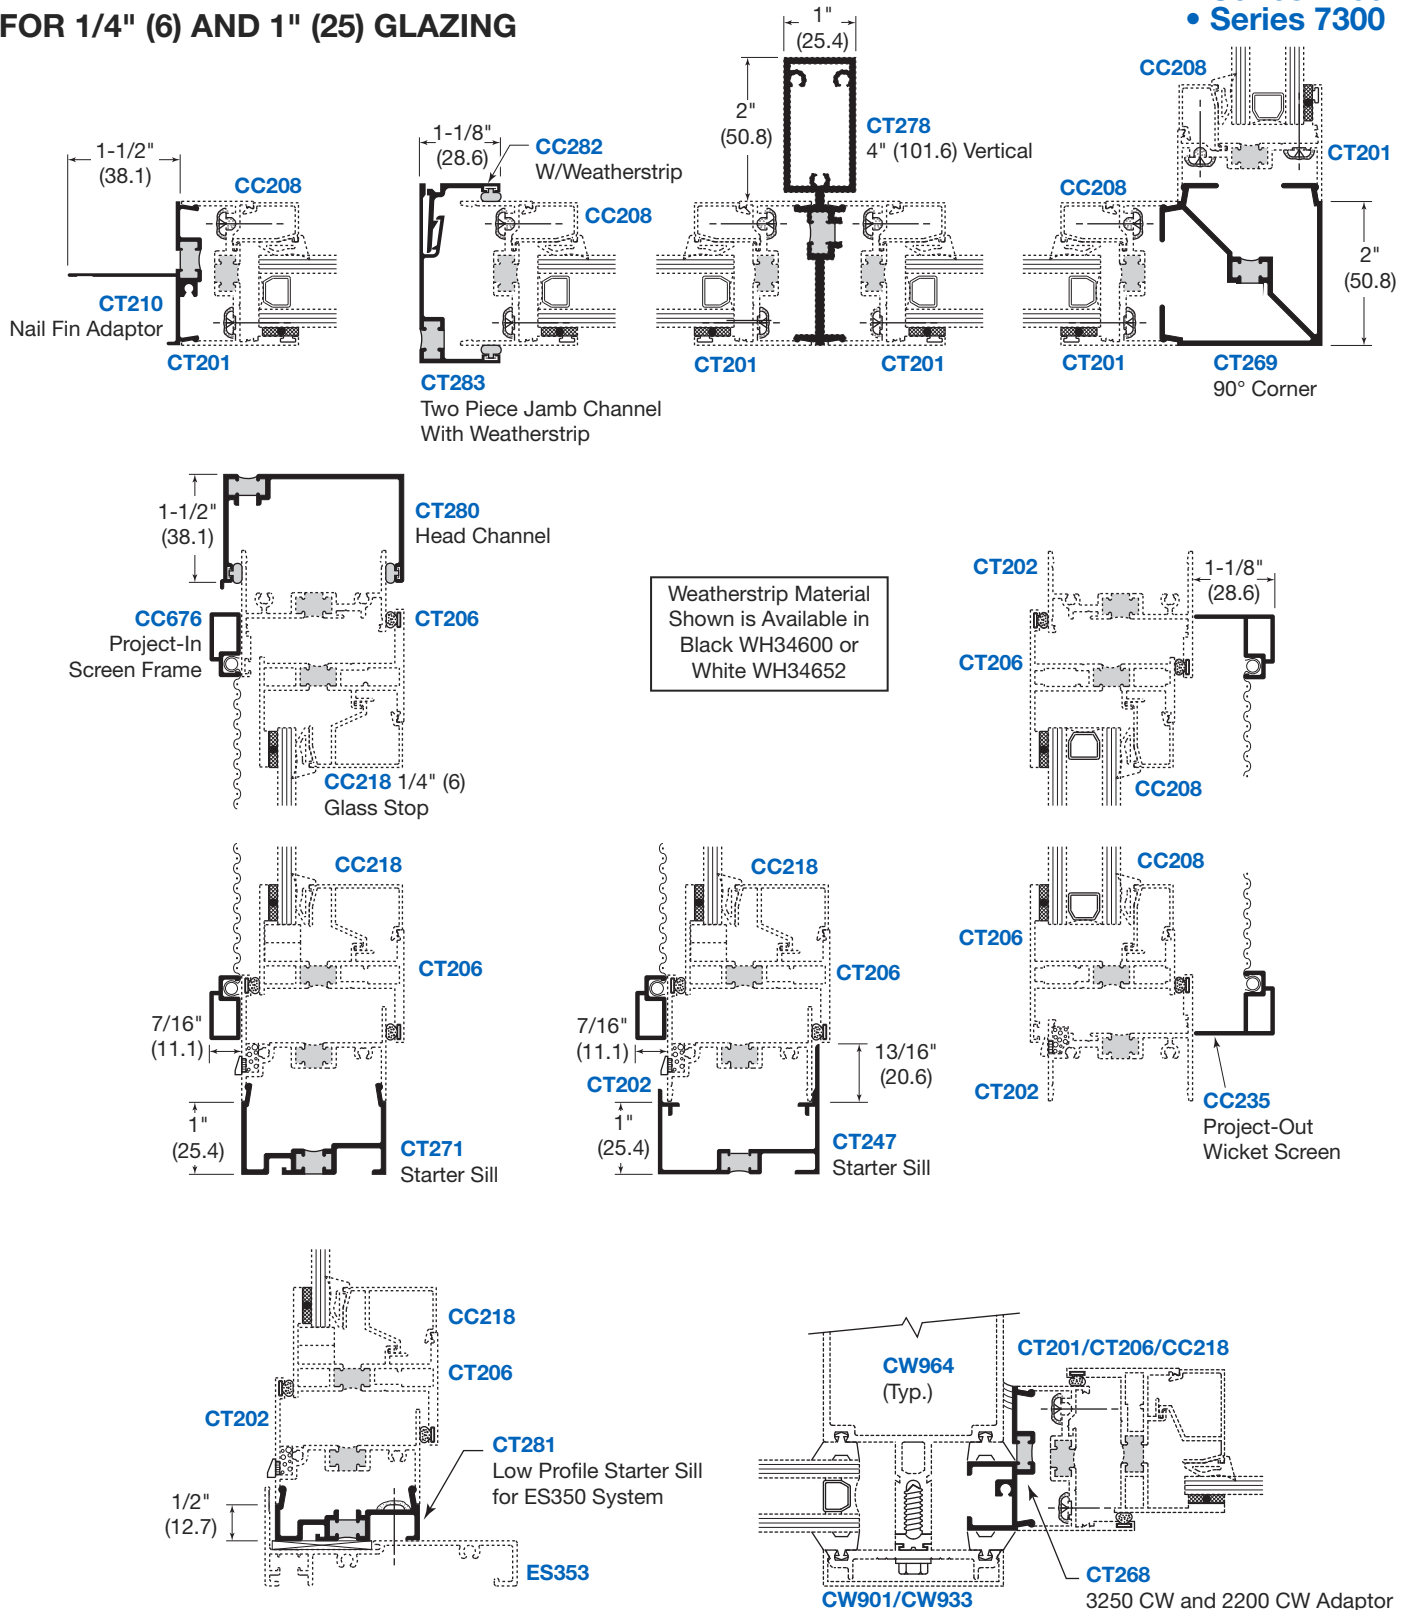 FOR 1/4" (6) AND 1" (25) GLAZING
• Series 7300
1"
(25.4)
CC208
2"
(50.8)
CT278
4" (101.6) Vertical
1-1/8"
(28.6)
CC282
W/Weatherstrip
1-1/2"
(38.1)
CC208
CC208
CC208
CT201
2"
(50.8)
CT210
Nail Fin Adaptor
CT201
CT283
Two Piece Jamb Channel
With Weatherstrip
CT201
CT201
CT201
CT269
90° Corner
1-1/2"
(38.1)
CT280
Head Channel
CC676
Project-In
Screen Frame
CT206
CC218 1/4" (6)
Glass Stop
Weatherstrip Material
Shown is Available in
Black WH34600 or
White WH34652
CT202
1-1/8"
(28.6)
CT206
CC208
CC218
CT206
7/16"
(11.1)
1"
(25.4)
CT271
Starter Sill
CC218
CT206
7/16"
(11.1)
CT202
13/16"
(20.6)
1"
(25.4)
CT247
Starter Sill
CC208
CT206
CT202
CC235
Project-Out
Wicket Screen
CC218
CT206
CT202
CT281
Low Profile Starter Sill
for ES350 System
1/2"
(12.7)
ES353
CW964
(Typ.)
CT201/CT206/CC218
CW901/CW933
CT268
3250 CW and 2200 CW Adaptor